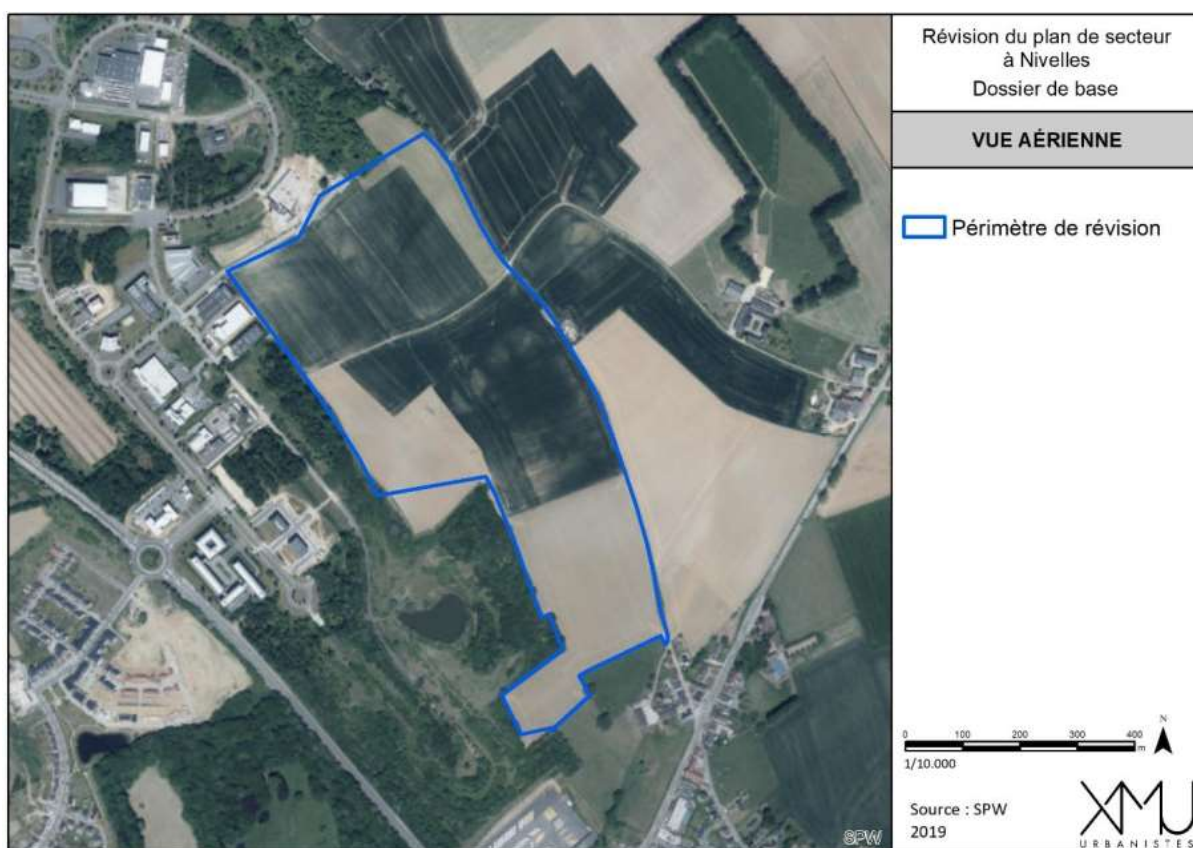 Révision du plan de secteur
à Nivelles
Dossier de base
VUE AÉRIENNE
Périmètre de révision
N
0 100 200 300 400
m
1/10.000
Source : SPW
2019
XMU
URBANISTES
SPW